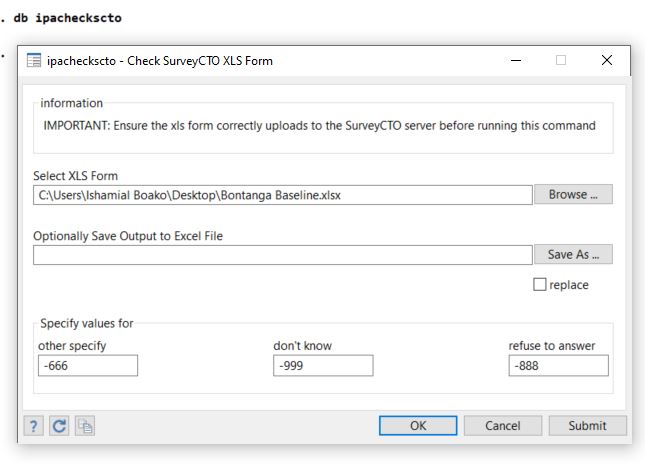 . db ipacheckscto
.
ipacheckscto - Check SurveyCTO XLS Form
information
IMPORTANT: Ensure the xls form correctly uploads to the SurveyCTO server before running this command
Select XLS Form
C:\Users\Ishamial Boako\Desktop\Bontanga Baseline.xlsx Browse ...
Optionally Save Output to Excel File
Save As ...
replace
Specify values for
other specify don't know refuse to answer
-666 -999 -888
? OK Cancel Submit